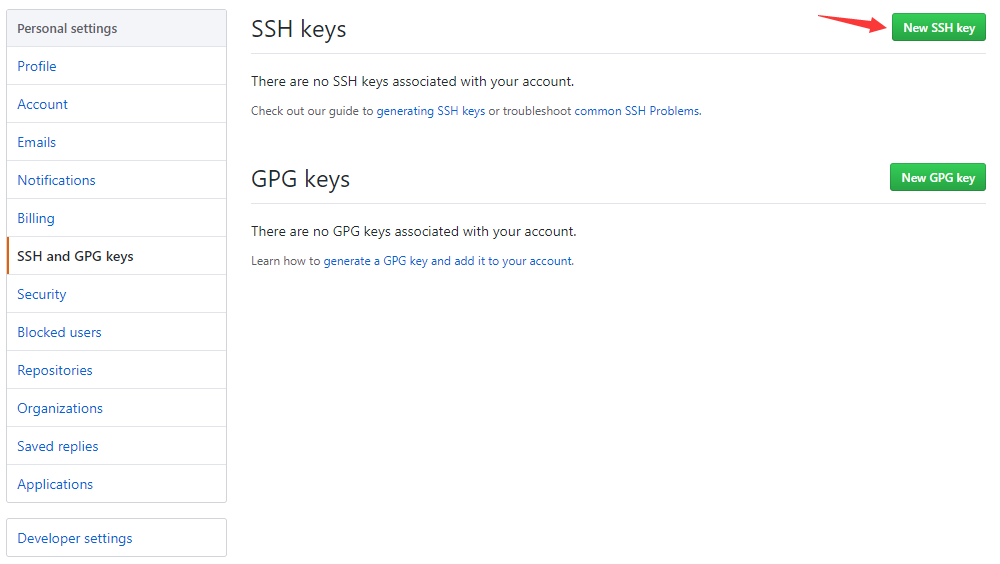 Personal settings
Profile
Account
Emails
Notifications
Billing
SSH and GPG keys
Security
Blocked users
Repositories
Organizations
Saved replies
Applications
Developer settings
SSH keys
New SSH key
There are no SSH keys associated with your account.
Check out our guide to generating SSH keys or troubleshoot common SSH Problems.
GPG keys
New GPG key
There are no GPG keys associated with your account.
Learn how to generate a GPG key and add it to your account.